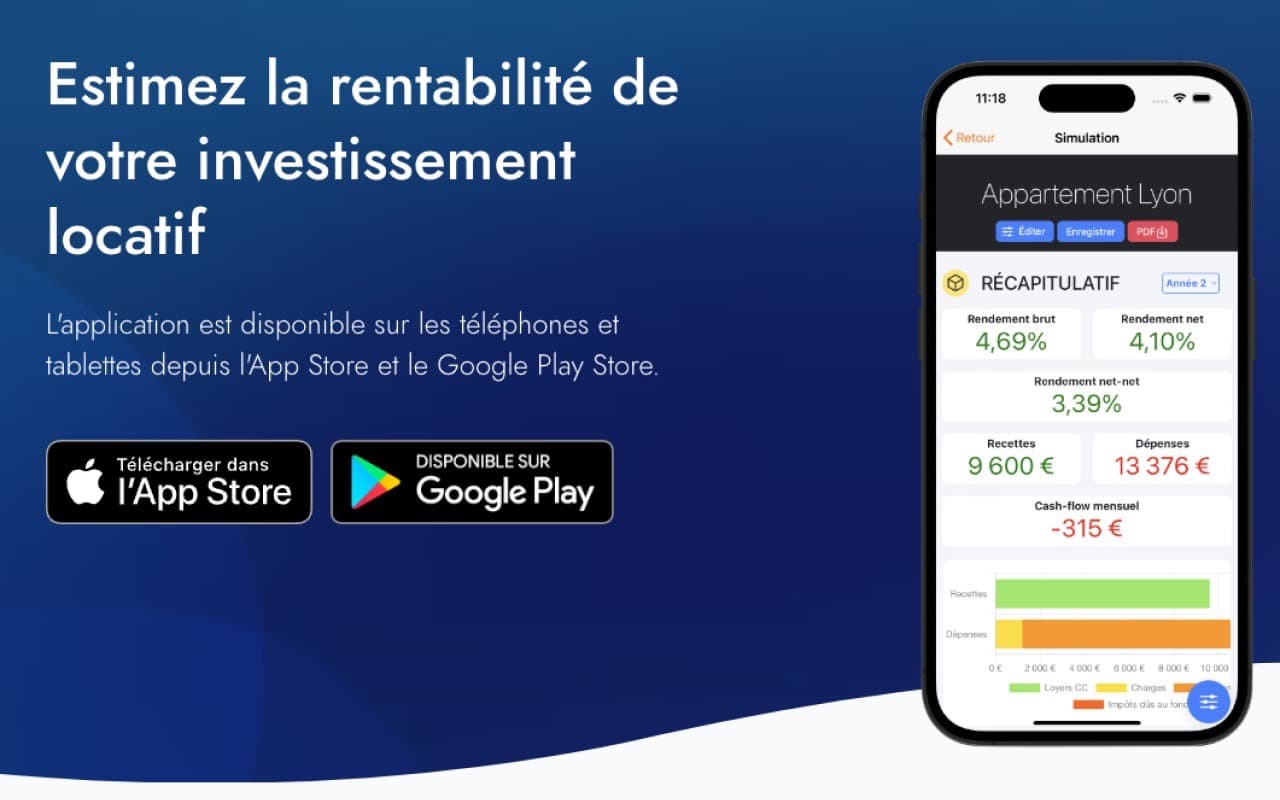 Estimez la rentabilité de
votre investissement
locatif
L'application est disponible sur les téléphones et
tablettes depuis l'App Store et le Google Play Store.
Télécharger dans
l'App Store
DISPONIBLE SUR
Google Play
11:18
Retour Simulation
Appartement Lyon
Éditer Enregistrer PDF
RÉCAPITULATIF Année 2
Rendement brut Rendement net
4,69% 4,10%
Rendement net-net
3,39%
Recettes Dépenses
9 600 € 13 376 €
Cash-flow mensuel
-315 €
Recettes
Dépenses
0 € 2 000 € 4 000 € 6 000 € 8 000 € 10 000
Loyers CC Charges
Impôts dûs au